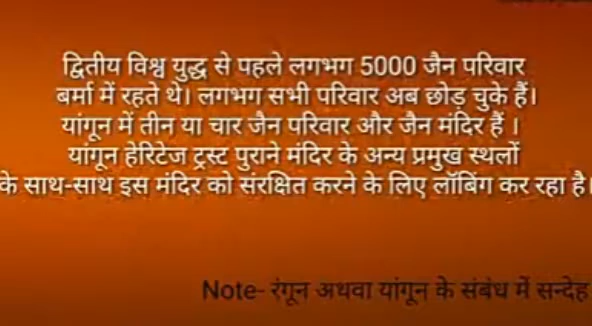 द्वितीय विश्व युद्ध से पहले लगभग 5000 जैन परिवार
बर्मा में रहते थे। लगभग सभी परिवार अब छोड़ चुके हैं।
यांगून में तीन या चार जैन परिवार और जैन मंदिर हैं ।
यांगून हेरिटेज ट्रस्ट पुराने मंदिर के अन्य प्रमुख स्थलों
के साथ-साथ इस मंदिर को संरक्षित करने के लिए लॉबिंग कर रहा है।
Note- रंगून अथवा यांगून के संबंध में सन्देह